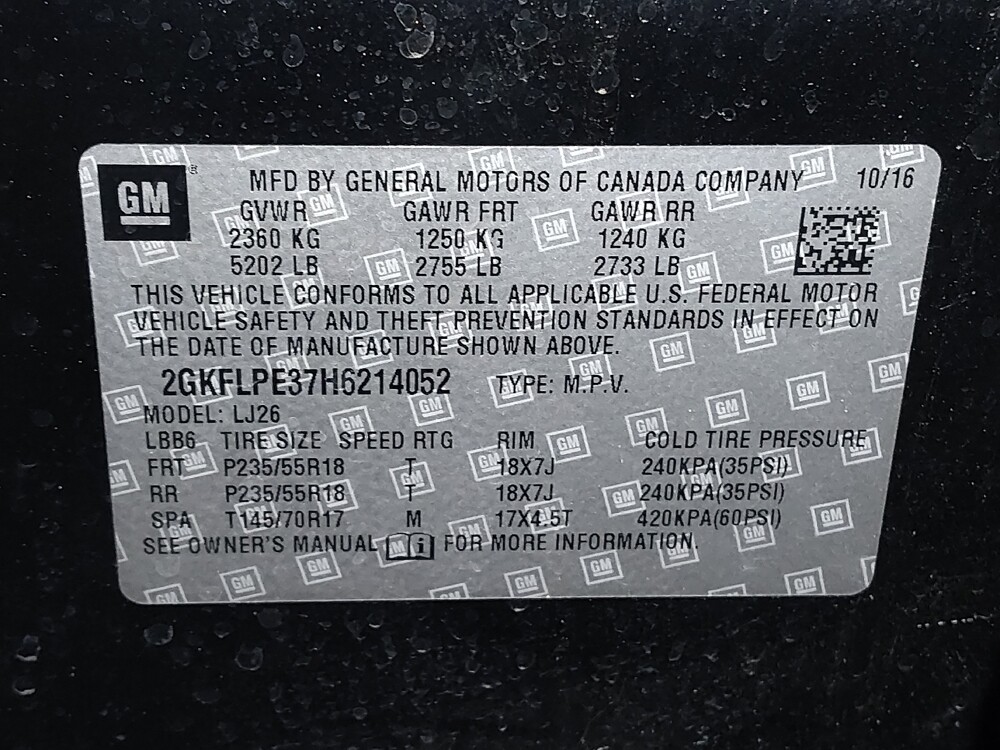 GM
MFD BY GENERAL MOTORS OF CANADA COMPANY 10/16
GVWR GAWR FRT GAWR RR
2360 KG 1250 KG 1240 KG
5202 LB 2755 LB 2733 LB
THIS VEHICLE CONFORMS TO ALL APPLICABLE U.S. FEDERAL MOTOR
VEHICLE SAFETY AND THEFT PREVENTION STANDARDS IN EFFECT ON
THE DATE OF MANUFACTURE SHOWN ABOVE.
2GKFLPE37H6214052 TYPE: M.P.V.
MODEL: LJ26
LBB6 TIRE SIZE SPEED RTG RIM COLD TIRE PRESSURE
FRT P235/55R18 T 18X7J 240KPA(35PSI)
RR P235/55R18 T 18X7J 240KPA(35PSI)
SPA T145/70R17 M 17X4.5T 420KPA(60PSI)
SEE OWNER'S MANUAL i FOR MORE INFORMATION.